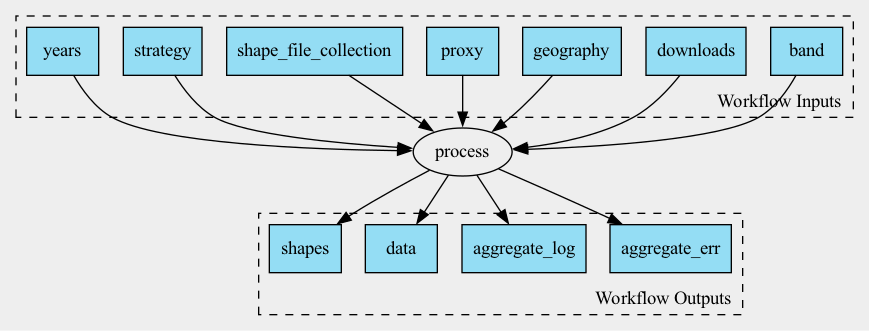 years
strategy
shape_file_collection
proxy
geography
downloads
band
Workflow Inputs
process
shapes
data
aggregate_log
aggregate_err
Workflow Outputs